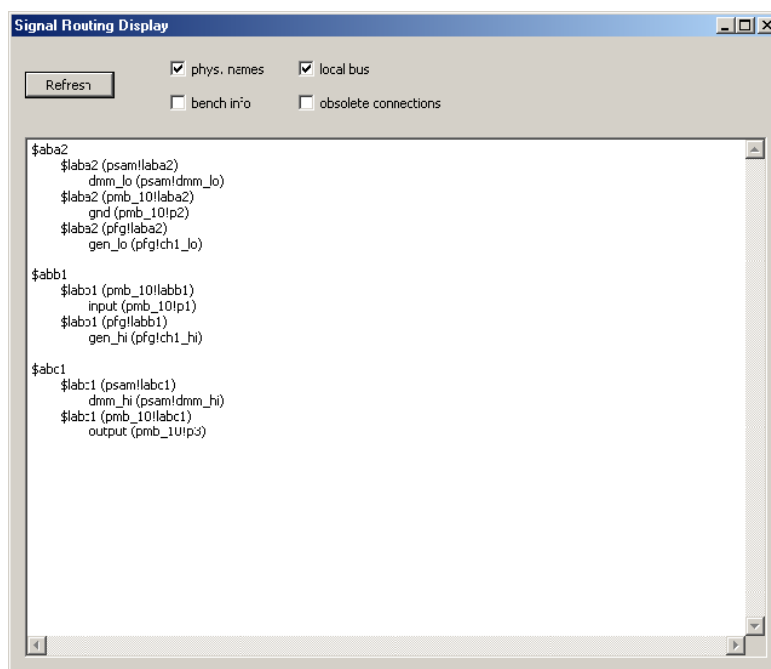 Signal Routing Display
Refresh
phys. names
local bus
bench info
obsolete connections
$aba2
$laba2 (psam!laba2)
dmm_lo (psam!dmm_lo)
$laba2 (pmb_10!laba2)
gnd (pmb_10!p2)
$laba2 (pfg!laba2)
gen_lo (pfg!ch1_lo)
$abb1
$labb1 (pmb_10!labb1)
input (pmb_10!p1)
$labb1 (pfg!labb1)
gen_hi (pfg!ch1_hi)
$abc1
$labc1 (psam!labc1)
dmm_hi (psam!dmm_hi)
$labc1 (pmb_10!labc1)
output (pmb_10!p3)